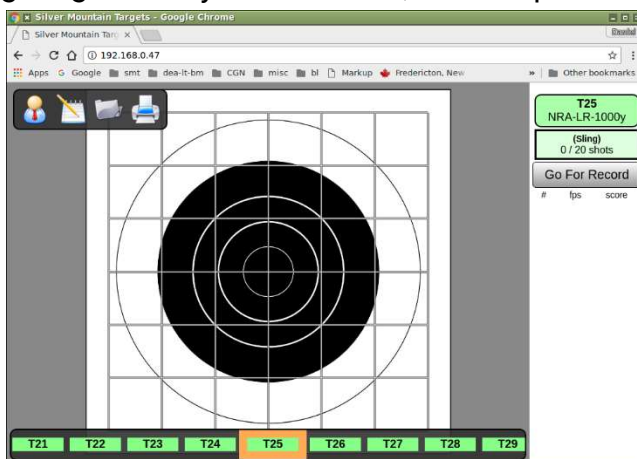 Silver Mountain Targets - Google Chrome
Silver Mountain Targ
David
192.168.0.47
Apps Google smt dea-lt-bm CGN misc bl Markup Fredericton, New » Other bookmarks
T25
NRA-LR-1000y
(Sling)
0 / 20 shots
Go For Record
# fps score
T21 T22 T23 T24 T25 T26 T27 T28 T29